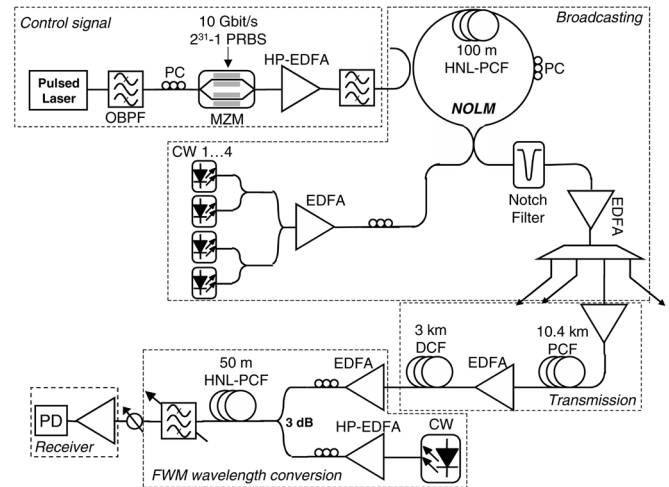 Control signal
10 Gbit/s
2³¹-1 PRBS
Broadcasting
Pulsed
Laser
OBPF
PC
MZM
HP-EDFA
100 m
HNL-PCF
PC
NOLM
CW 1...4
EDFA
Notch
Filter
EDFA
3 km
DCF
EDFA
10.4 km
PCF
Transmission
50 m
HNL-PCF
EDFA
3 dB
HP-EDFA
CW
PD
Receiver
FWM wavelength conversion